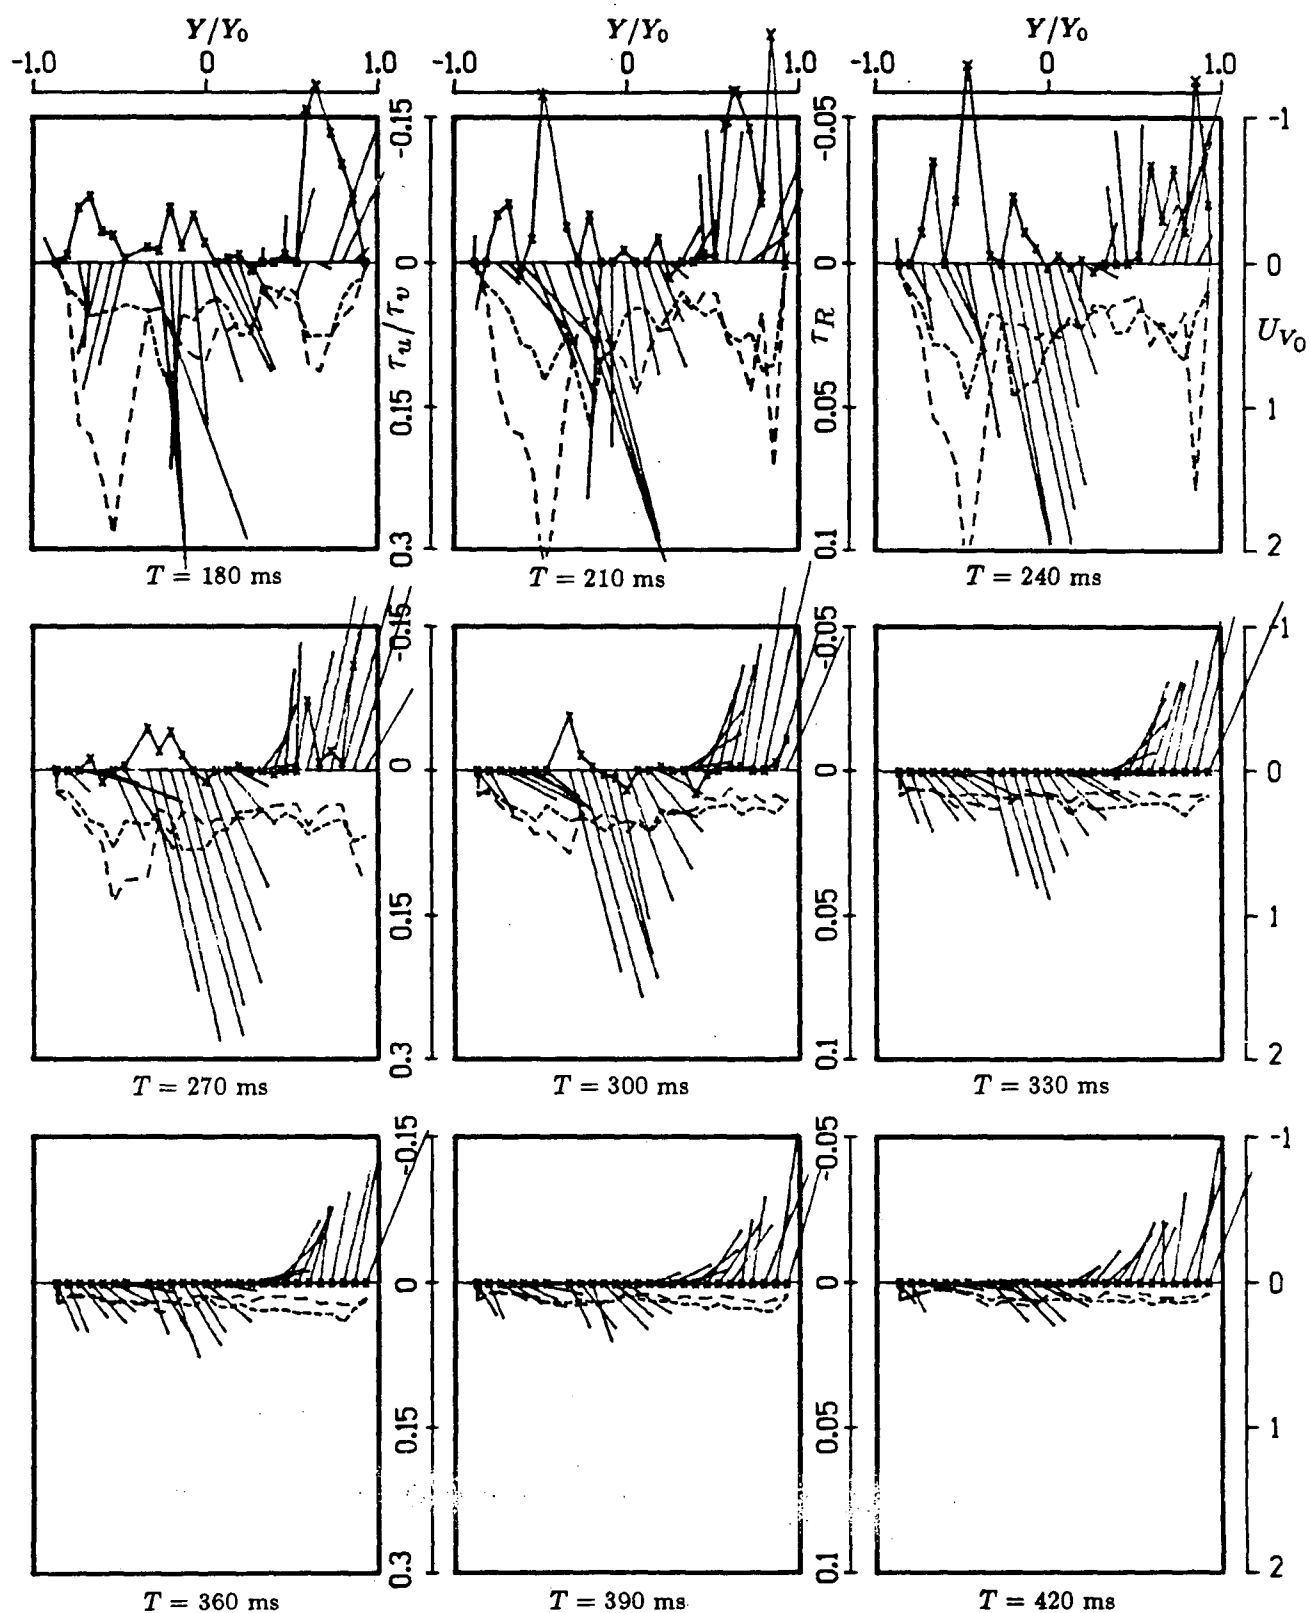 Y/Y₀ Y/Y₀ Y/Y₀
-1.0 0 1.0 -1.0 0 1.0 -1.0 0 1.0
-0.15 0 0.15 0.3 τᵤ/τᵥ
-0.05 0 0.05 0.1 τ_R
-1 0 1 2 U_V₀
T = 180 ms T = 210 ms T = 240 ms
-0.15 0 0.15 0.3
-0.05 0 0.05 0.1
-1 0 1 2
T = 270 ms T = 300 ms T = 330 ms
-0.15 0 0.15 0.3
-0.05 0 0.05 0.1
-1 0 1 2
T = 360 ms T = 390 ms T = 420 ms